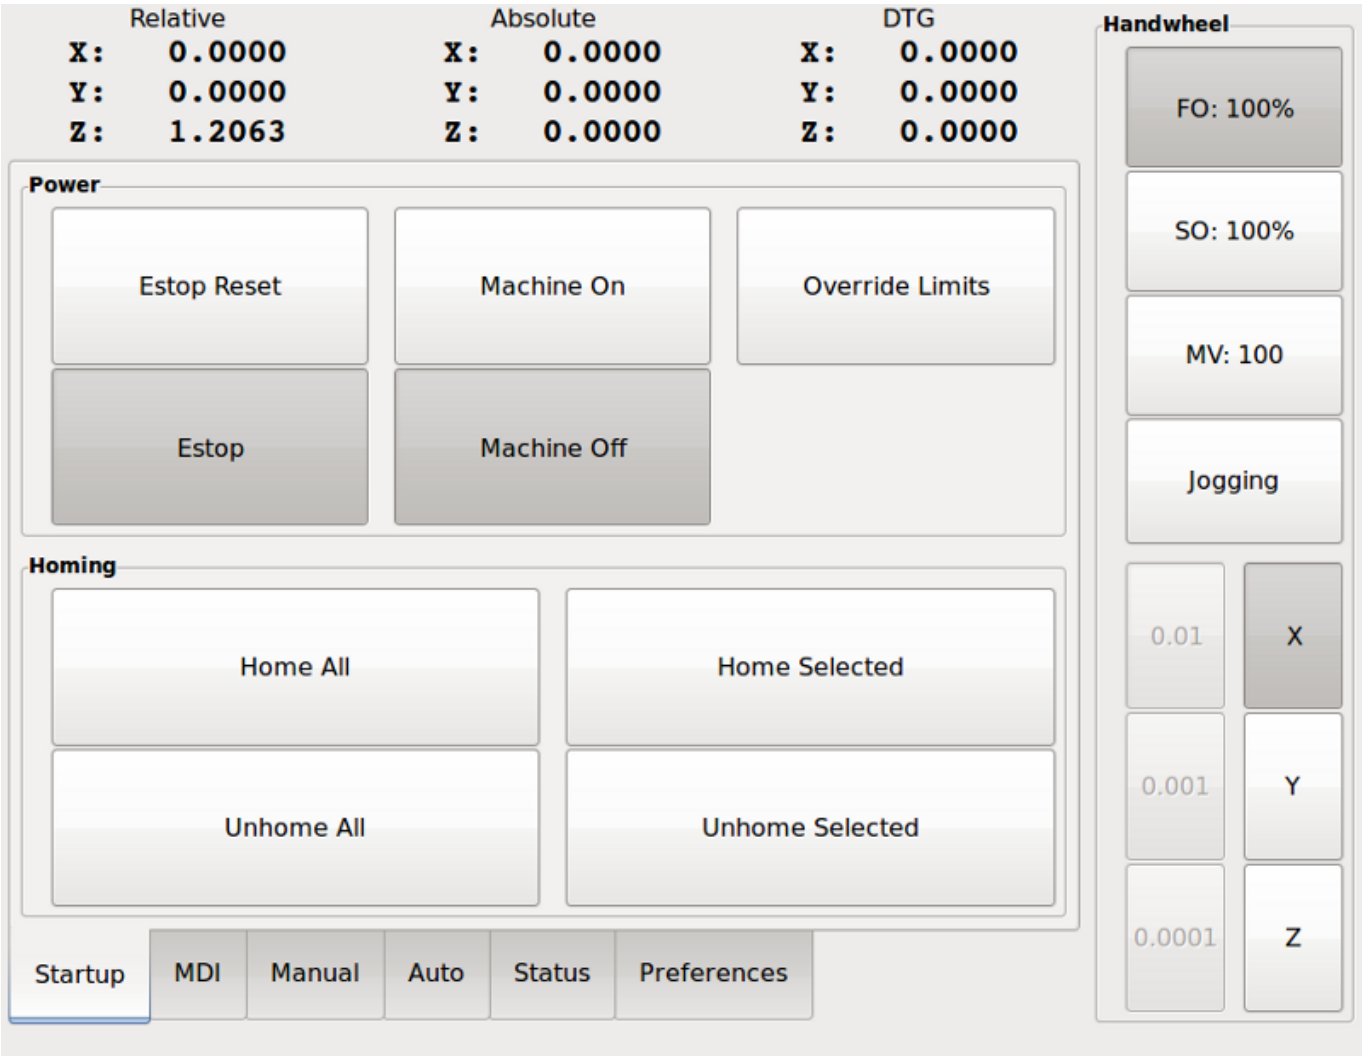 Relative Absolute DTG
X: 0.0000 X: 0.0000 X: 0.0000
Y: 0.0000 Y: 0.0000 Y: 0.0000
Z: 1.2063 Z: 0.0000 Z: 0.0000
Power
Estop Reset Machine On Override Limits
Estop Machine Off
Homing
Home All Home Selected
Unhome All Unhome Selected
Startup MDI Manual Auto Status Preferences
Handwheel
FO: 100%
SO: 100%
MV: 100
Jogging
0.01 X
0.001 Y
0.0001 Z